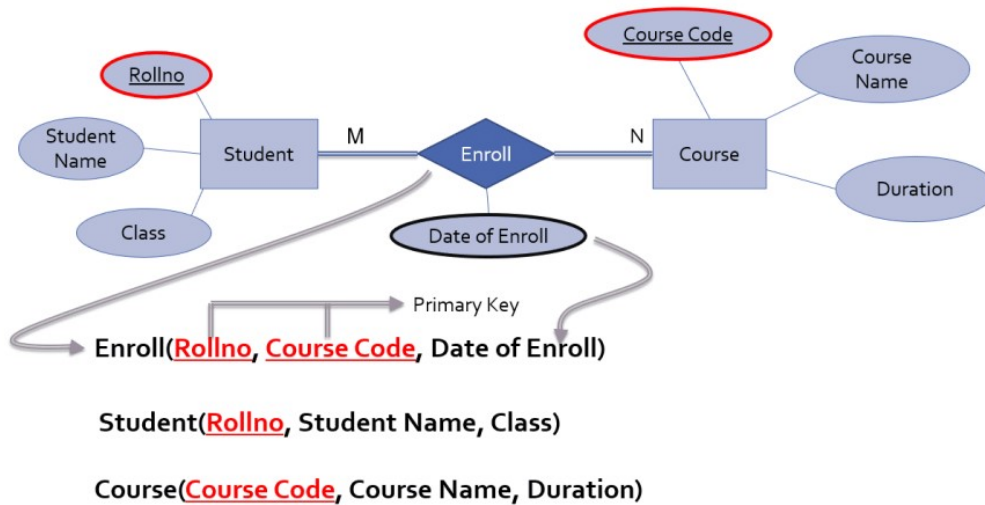 Course Code
Course
Name
Rollno
Student
Name
Student
M
Enroll
N
Course
Class
Date of Enroll
Duration
Primary Key
Enroll(Rollno, Course Code, Date of Enroll)
Student(Rollno, Student Name, Class)
Course(Course Code, Course Name, Duration)